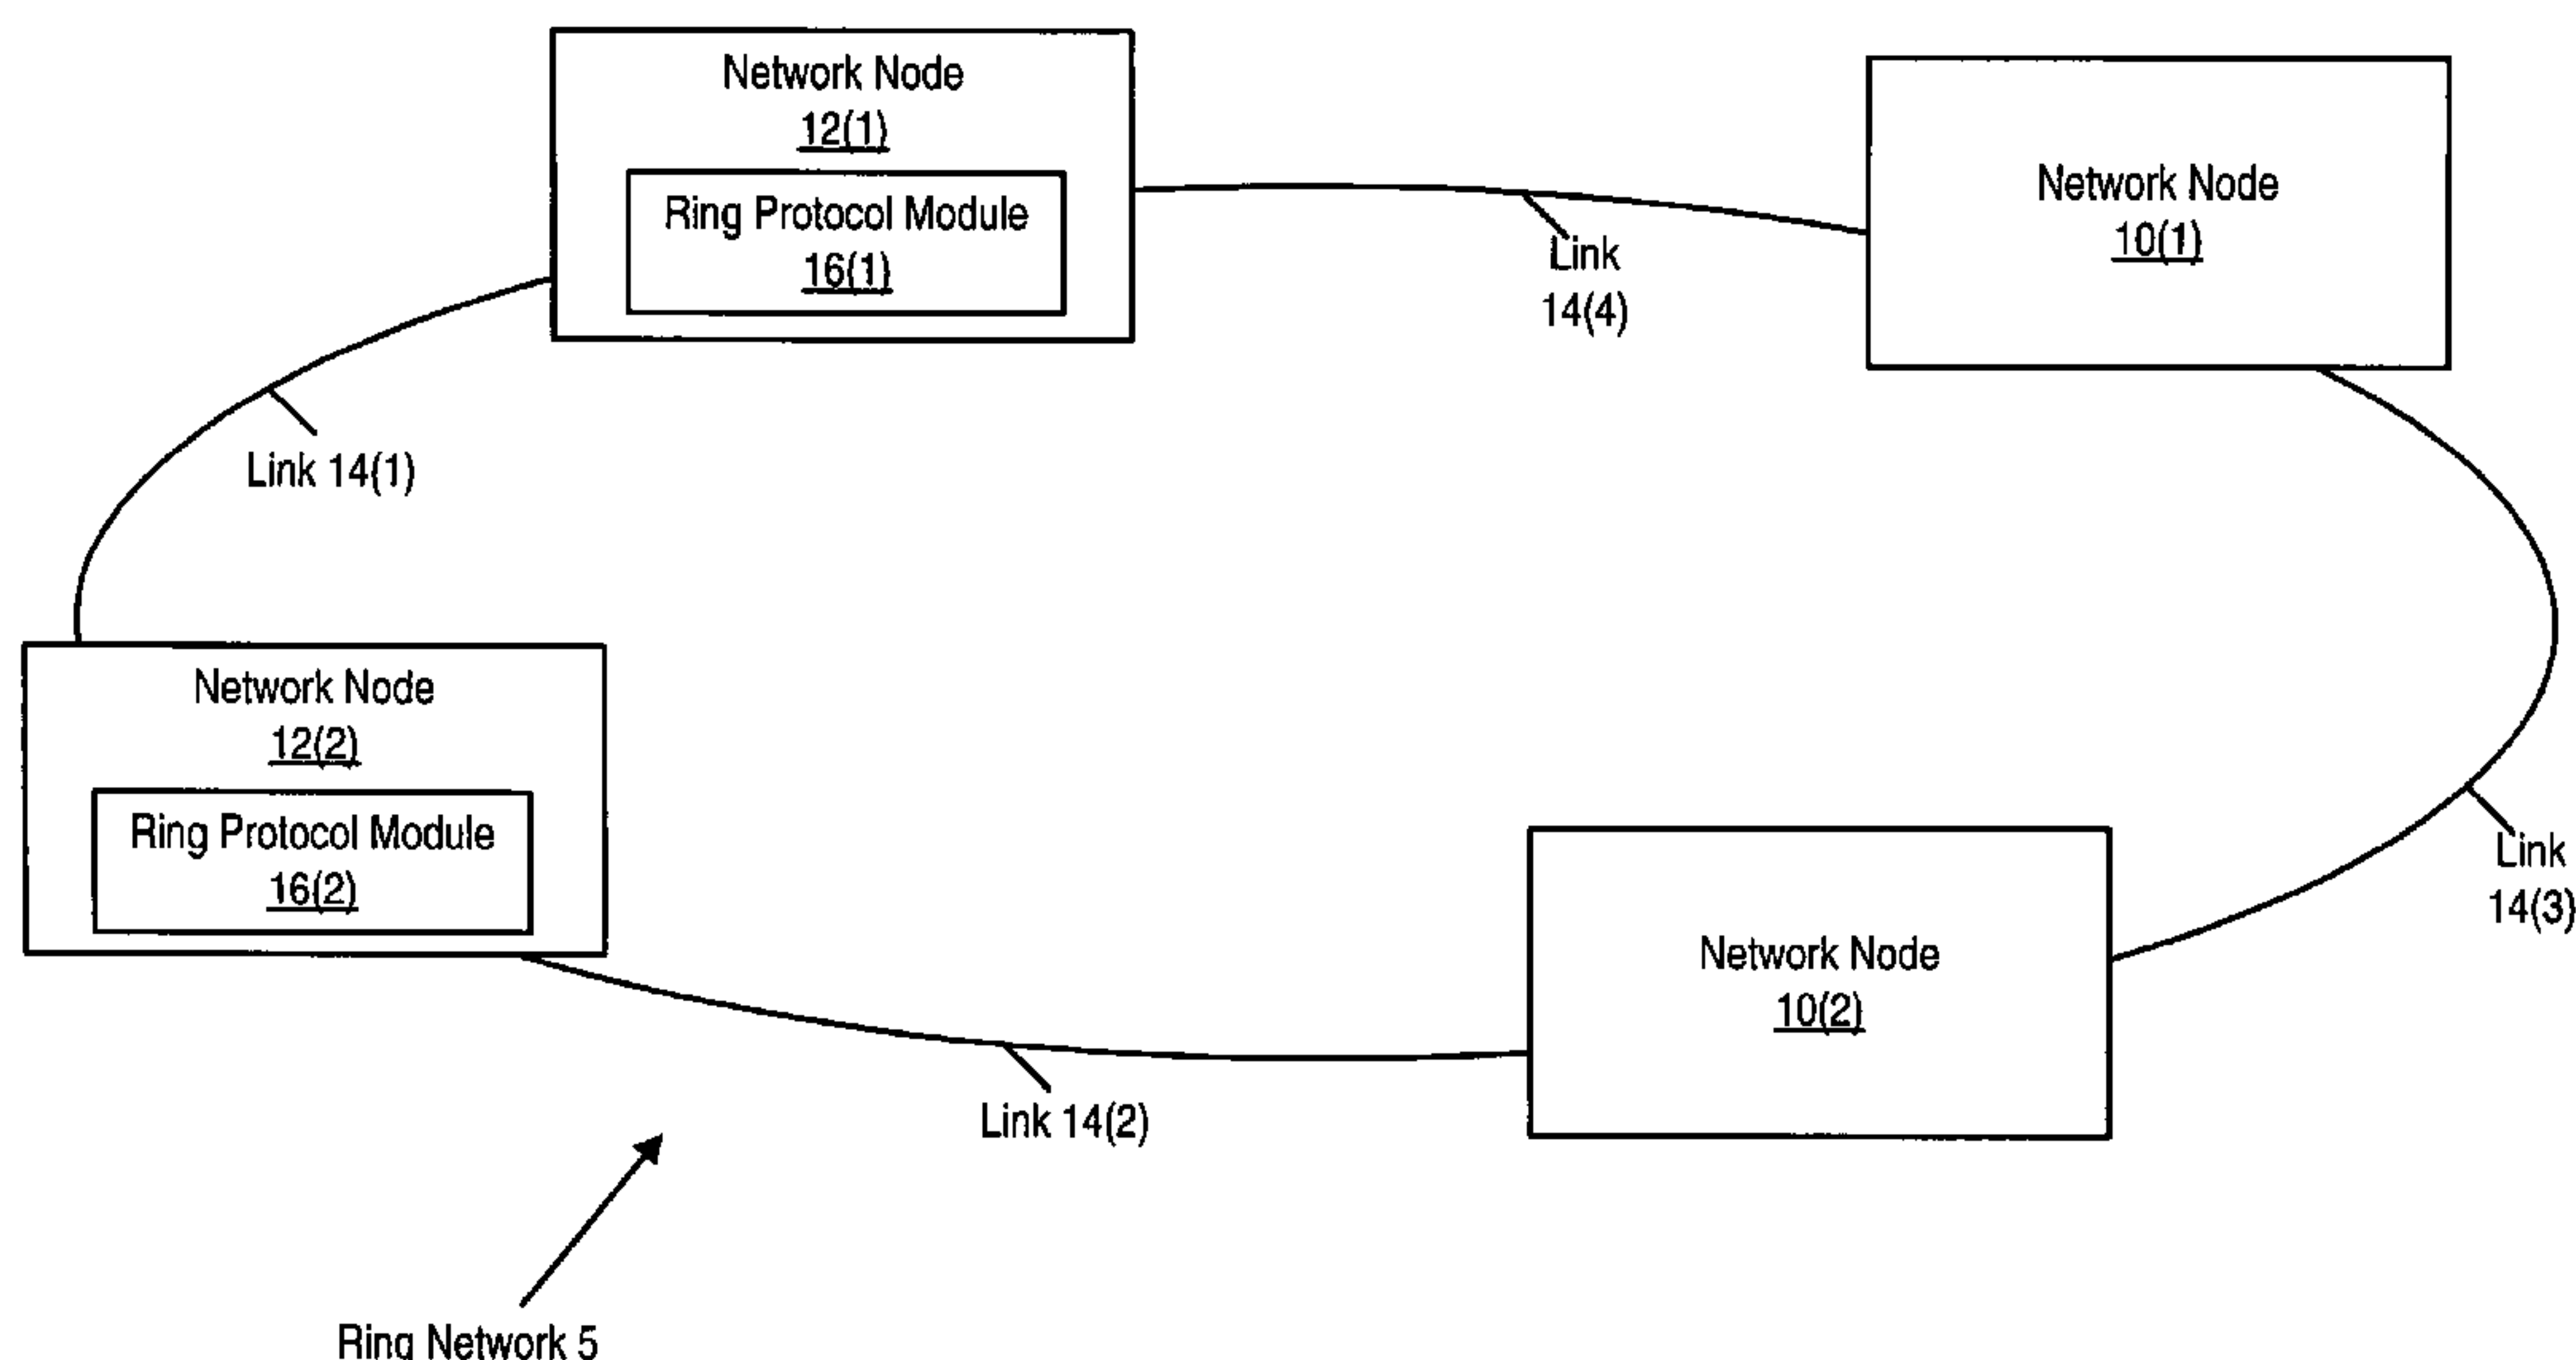 Network Node
12(1)
Ring Protocol Module
16(1)
Network Node
10(1)
Link
14(4)
Link 14(1)
Network Node
12(2)
Ring Protocol Module
16(2)
Link
14(3)
Network Node
10(2)
Link 14(2)
Ring Network 5